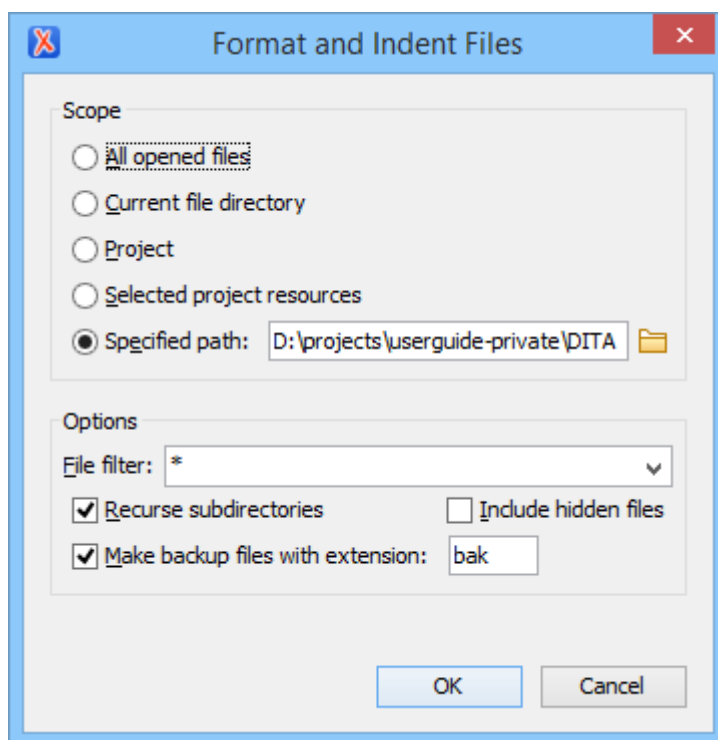 Format and Indent Files
Scope
All opened files
Current file directory
Project
Selected project resources
Specified path: D:\projects\userguide-private\DITA
Options
File filter: *
Recurse subdirectories Include hidden files
Make backup files with extension: bak
OK Cancel